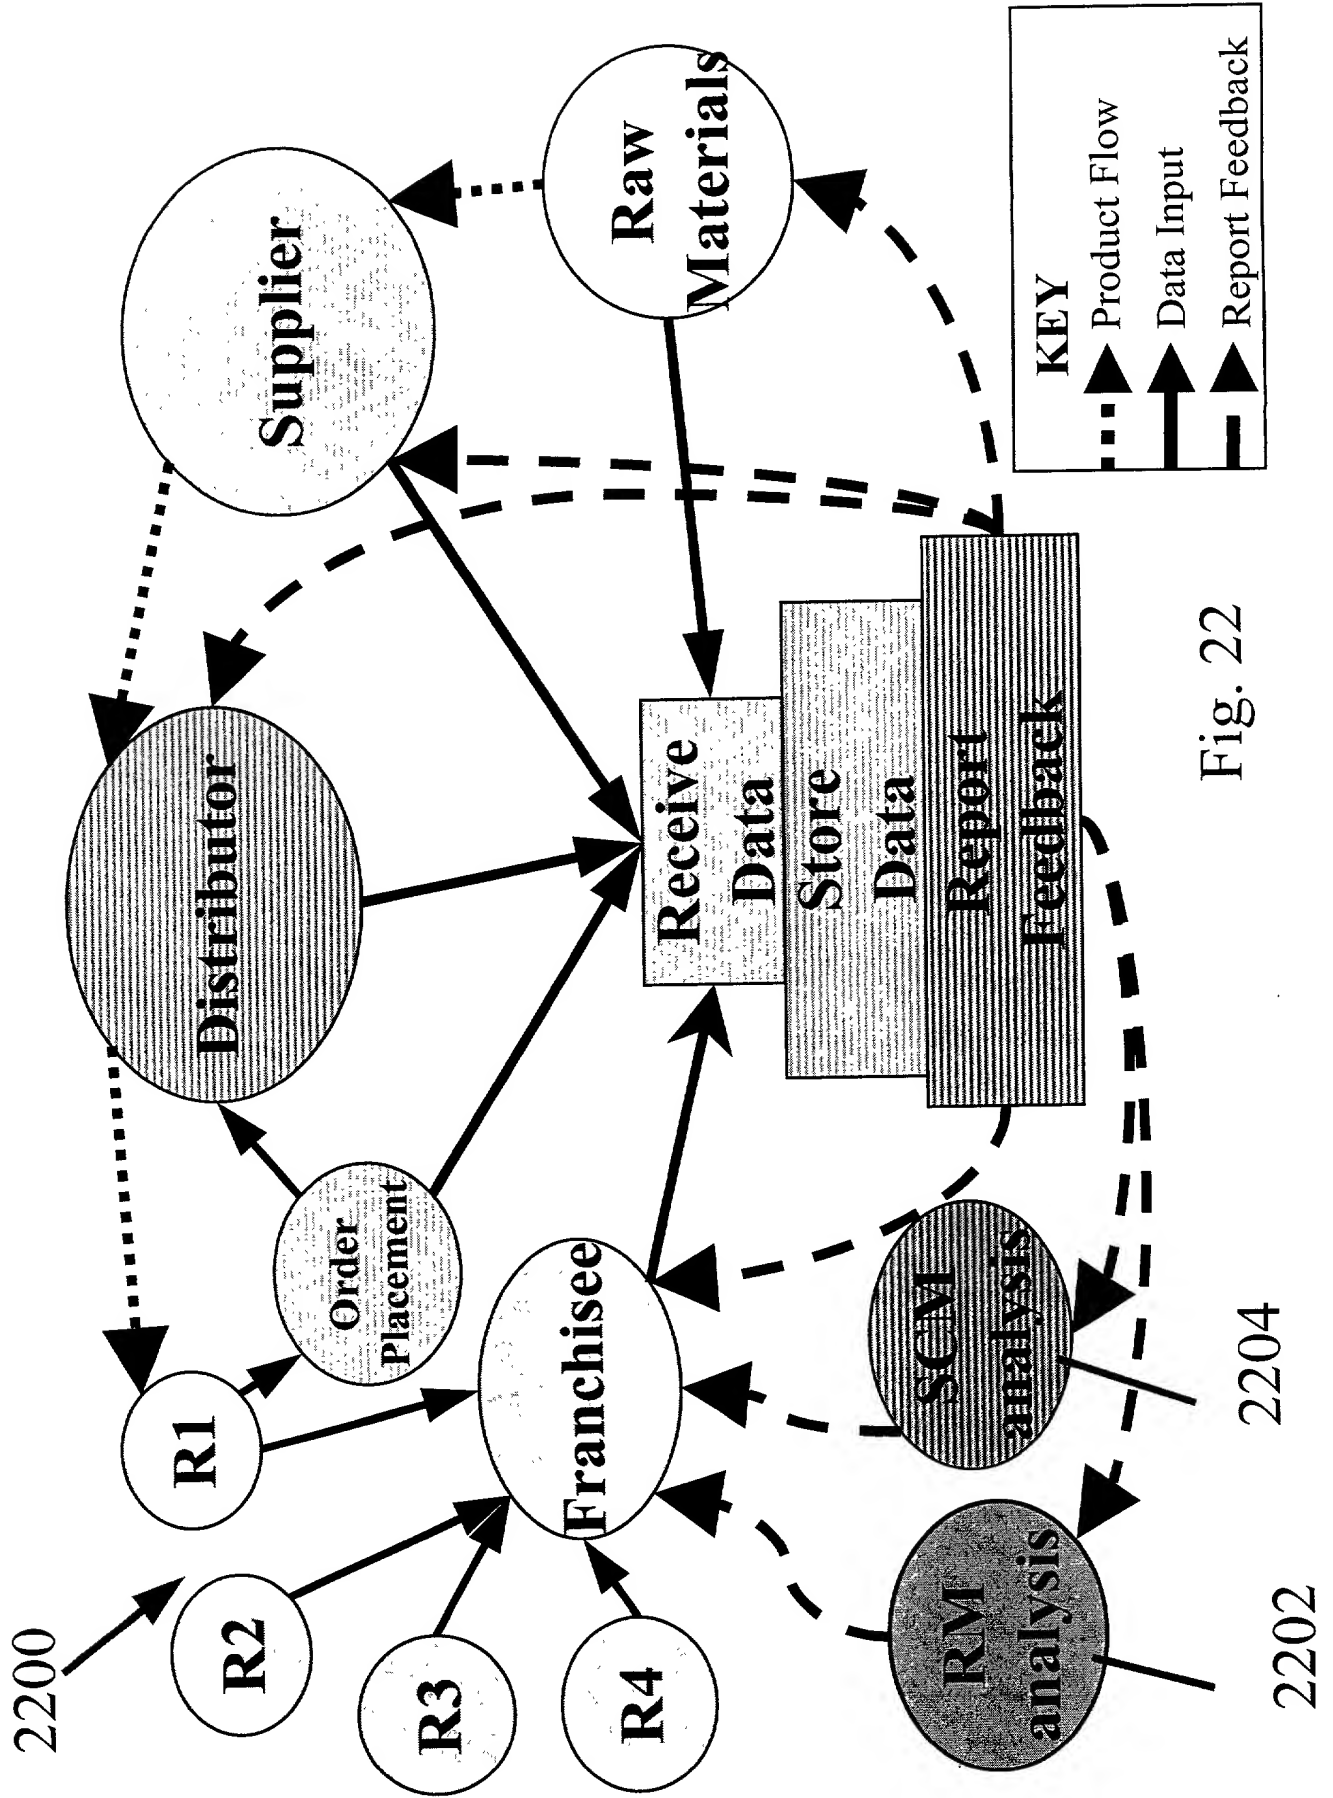 2200
R1
R2
R3
R4
Order
Placement
Distributor
Supplier
Franchisee
Receive
Data
Store
Data
Report
Feedback
Raw
Materials
RM
analysis
SCM
analysis
2202
2204
KEY
Product Flow
Data Input
Report Feedback
Fig. 22